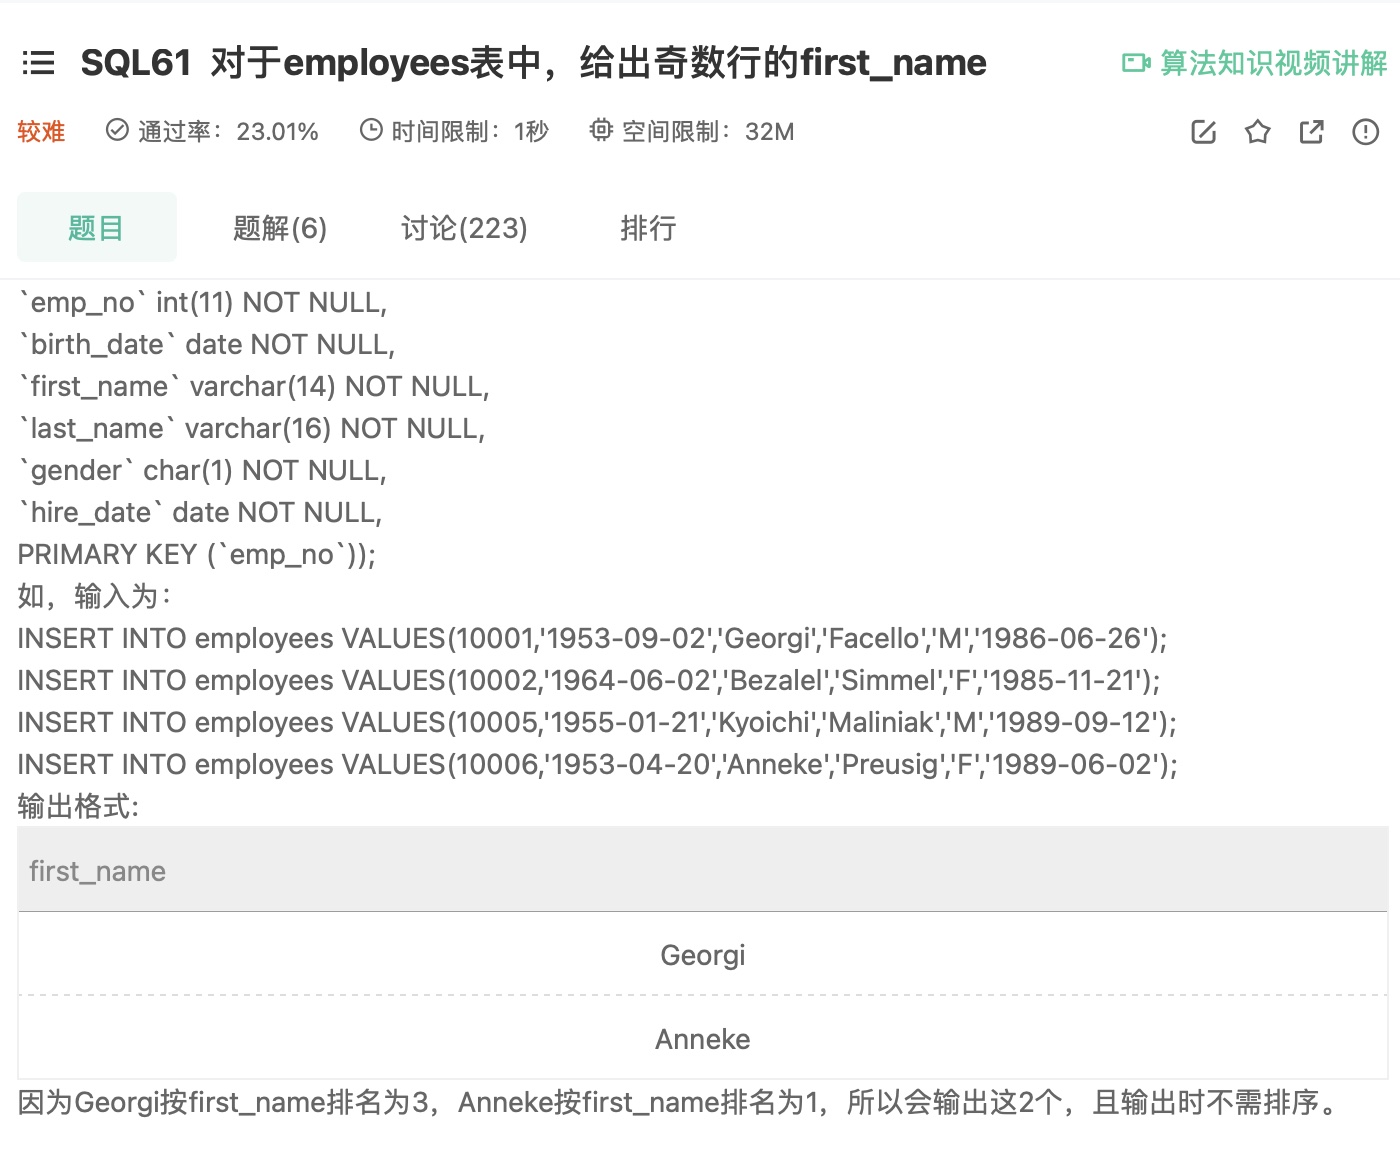 SQL61 对于employees表中，给出奇数行的first_name
算法知识视频讲解
较难 通过率：23.01% 时间限制：1秒 空间限制：32M
题目 题解(6) 讨论(223) 排行
`emp_no` int(11) NOT NULL,
`birth_date` date NOT NULL,
`first_name` varchar(14) NOT NULL,
`last_name` varchar(16) NOT NULL,
`gender` char(1) NOT NULL,
`hire_date` date NOT NULL,
PRIMARY KEY (`emp_no`));
如，输入为：
INSERT INTO employees VALUES(10001,'1953-09-02','Georgi','Facello','M','1986-06-26');
INSERT INTO employees VALUES(10002,'1964-06-02','Bezalel','Simmel','F','1985-11-21');
INSERT INTO employees VALUES(10005,'1955-01-21','Kyoichi','Maliniak','M','1989-09-12');
INSERT INTO employees VALUES(10006,'1953-04-20','Anneke','Preusig','F','1989-06-02');
输出格式:
first_name
Georgi
Anneke
因为Georgi按first_name排名为3，Anneke按first_name排名为1，所以会输出这2个，且输出时不需排序。